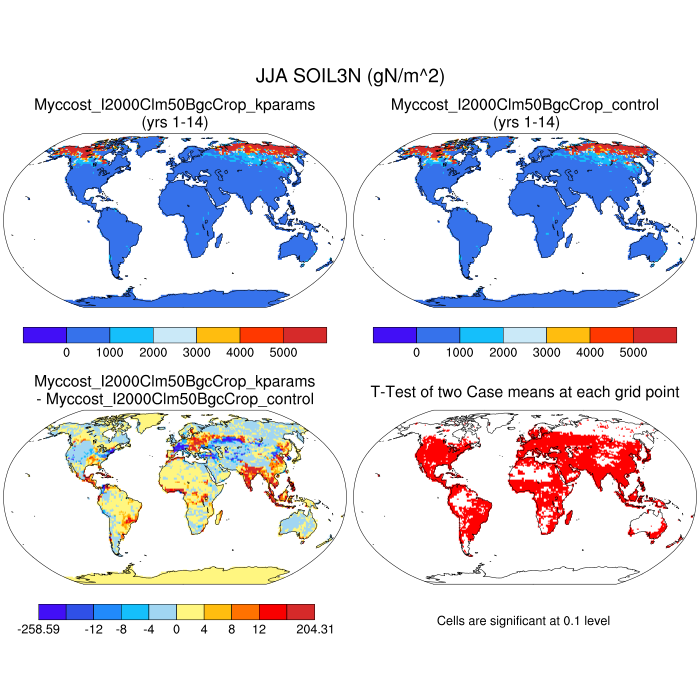 JJA SOIL3N (gN/m^2)
Myccost_I2000Clm50BgcCrop_kparams
(yrs 1-14)
Myccost_I2000Clm50BgcCrop_control
(yrs 1-14)
0 1000 2000 3000 4000 5000
0 1000 2000 3000 4000 5000
Myccost_I2000Clm50BgcCrop_kparams
- Myccost_I2000Clm50BgcCrop_control
T-Test of two Case means at each grid point
-258.59 -12 -8 -4 0 4 8 12 204.31
Cells are significant at 0.1 level